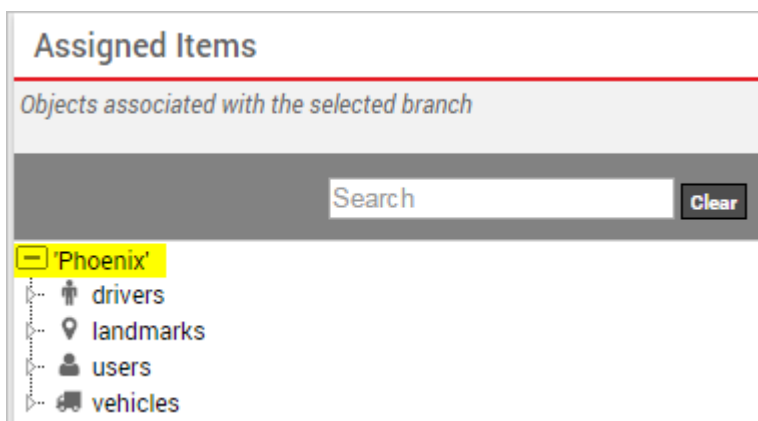 Assigned Items
Objects associated with the selected branch
Search Clear
'Phoenix'
drivers
landmarks
users
vehicles